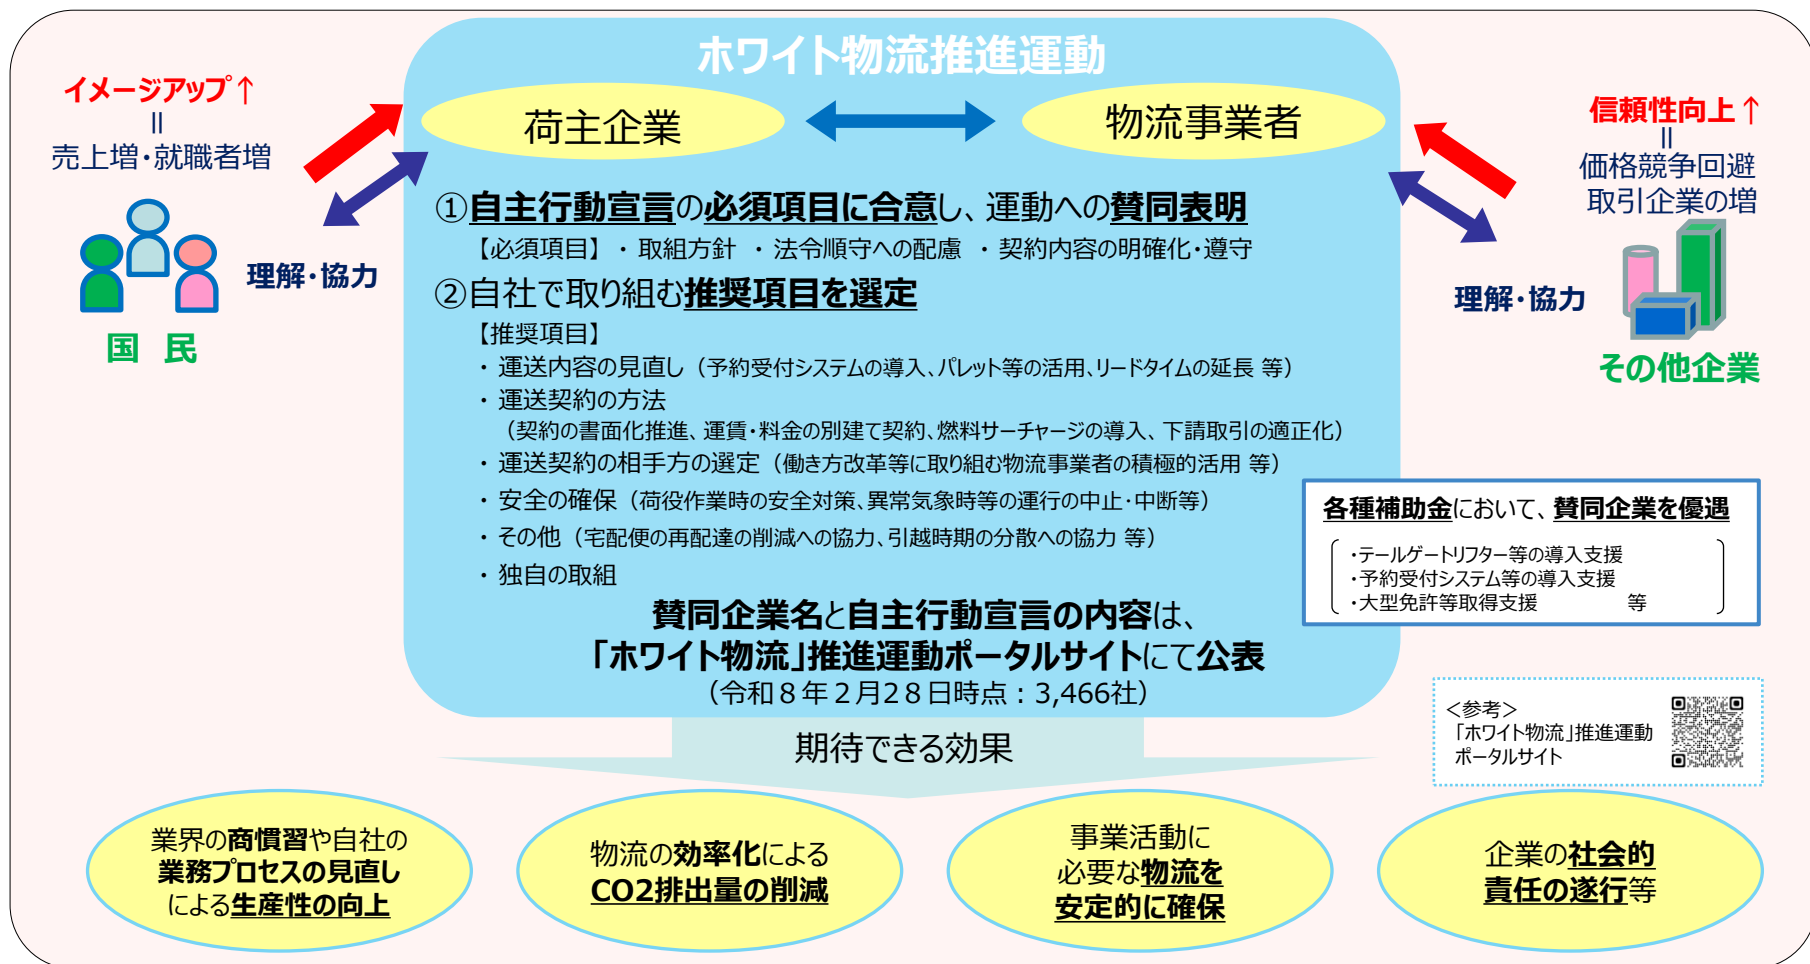 ホワイト物流推進運動
荷主企業
物流事業者
イメージアップ↑
=
売上増・就職者増
理解・協力
国 民
信頼性向上↑
=
価格競争回避
取引企業の増
理解・協力
その他企業
①自主行動宣言の必須項目に合意し、運動への賛同表明
【必須項目】 ・ 取組方針 ・ 法令順守への配慮 ・ 契約内容の明確化・遵守
②自社で取り組む推奨項目を選定
【推奨項目】
・ 運送内容の見直し（予約受付システムの導入、パレット等の活用、リードタイムの延長 等）
・ 運送契約の方法
（契約の書面化推進、運賃・料金の別建て契約、燃料サーチャージの導入、下請取引の適正化）
・ 運送契約の相手方の選定（働き方改革等に取り組む物流事業者の積極的活用 等）
・ 安全の確保（荷役作業時の安全対策、異常気象時等の運行の中止・中断等）
・ その他（宅配便の再配達の削減への協力、引越時期の分散への協力 等）
・ 独自の取組
賛同企業名と自主行動宣言の内容は、
「ホワイト物流」推進運動ポータルサイトにて公表
（令和８年２月２８日時点：3,466社）
各種補助金において、賛同企業を優遇
・テールゲートリフター等の導入支援
・予約受付システム等の導入支援
・大型免許等取得支援 等
＜参考＞
「ホワイト物流」推進運動
ポータルサイト
期待できる効果
業界の商慣習や自社の
業務プロセスの見直し
による生産性の向上
物流の効率化による
CO2排出量の削減
事業活動に
必要な物流を
安定的に確保
企業の社会的
責任の遂行等